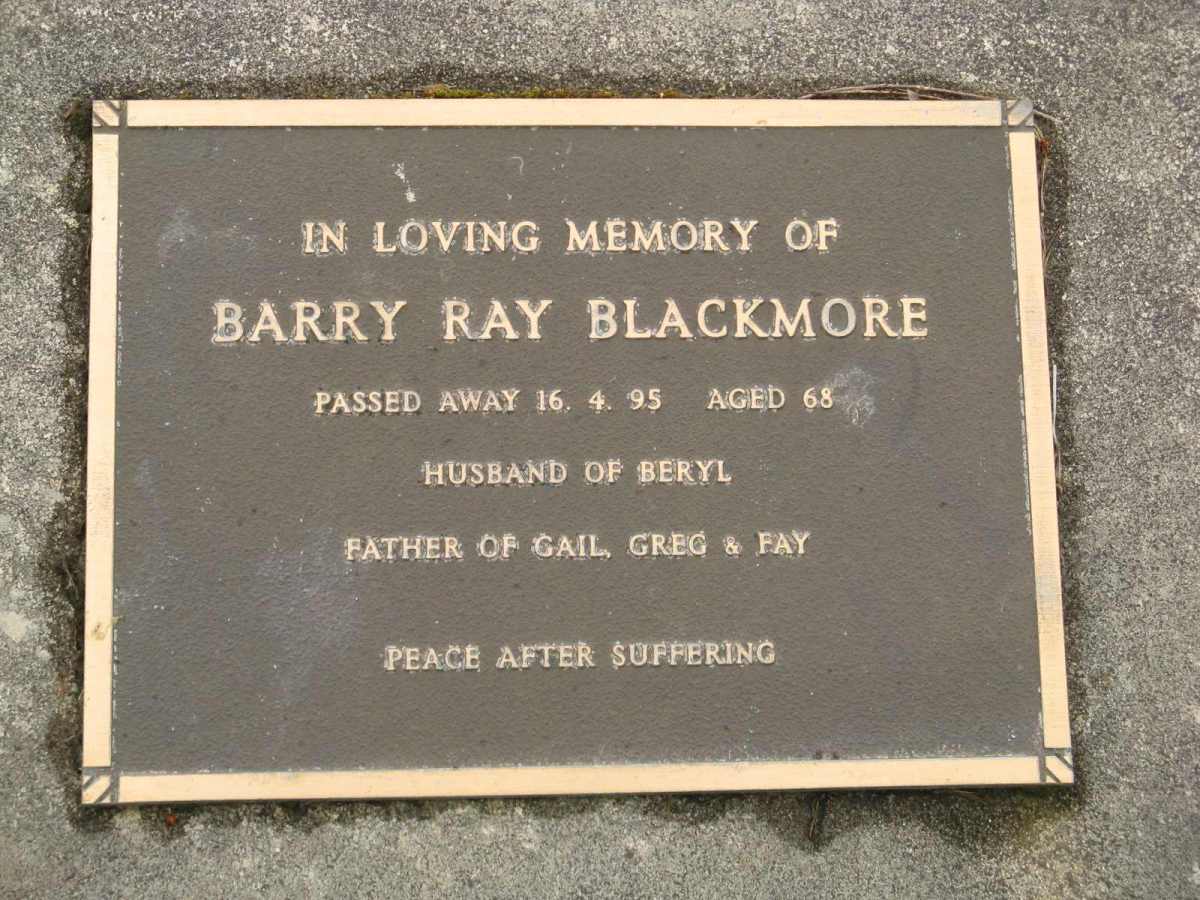 IN LOVING MEMORY OF
BARRY RAY BLACKMORE
PASSED AWAY 16. 4. 95 AGED 68
HUSBAND OF BERYL
FATHER OF GAIL, GREG & FAY
PEACE AFTER SUFFERING